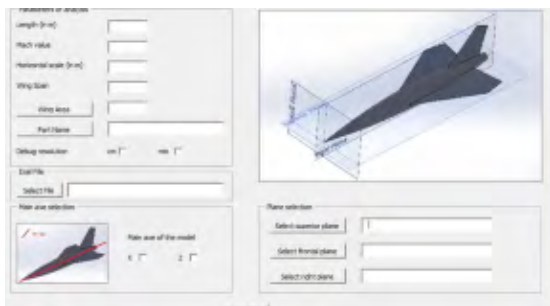 Parameters of analysis
Length (in m)
Mach value
Horizontal scale (in m)
Wing Span
Wing Area
Part Name
Debug resolution
Excel File
Select File
Main axe selection
Main axe of the model
X Z
Plane selection
Select superior plane
Select frontal plane
Select right plane